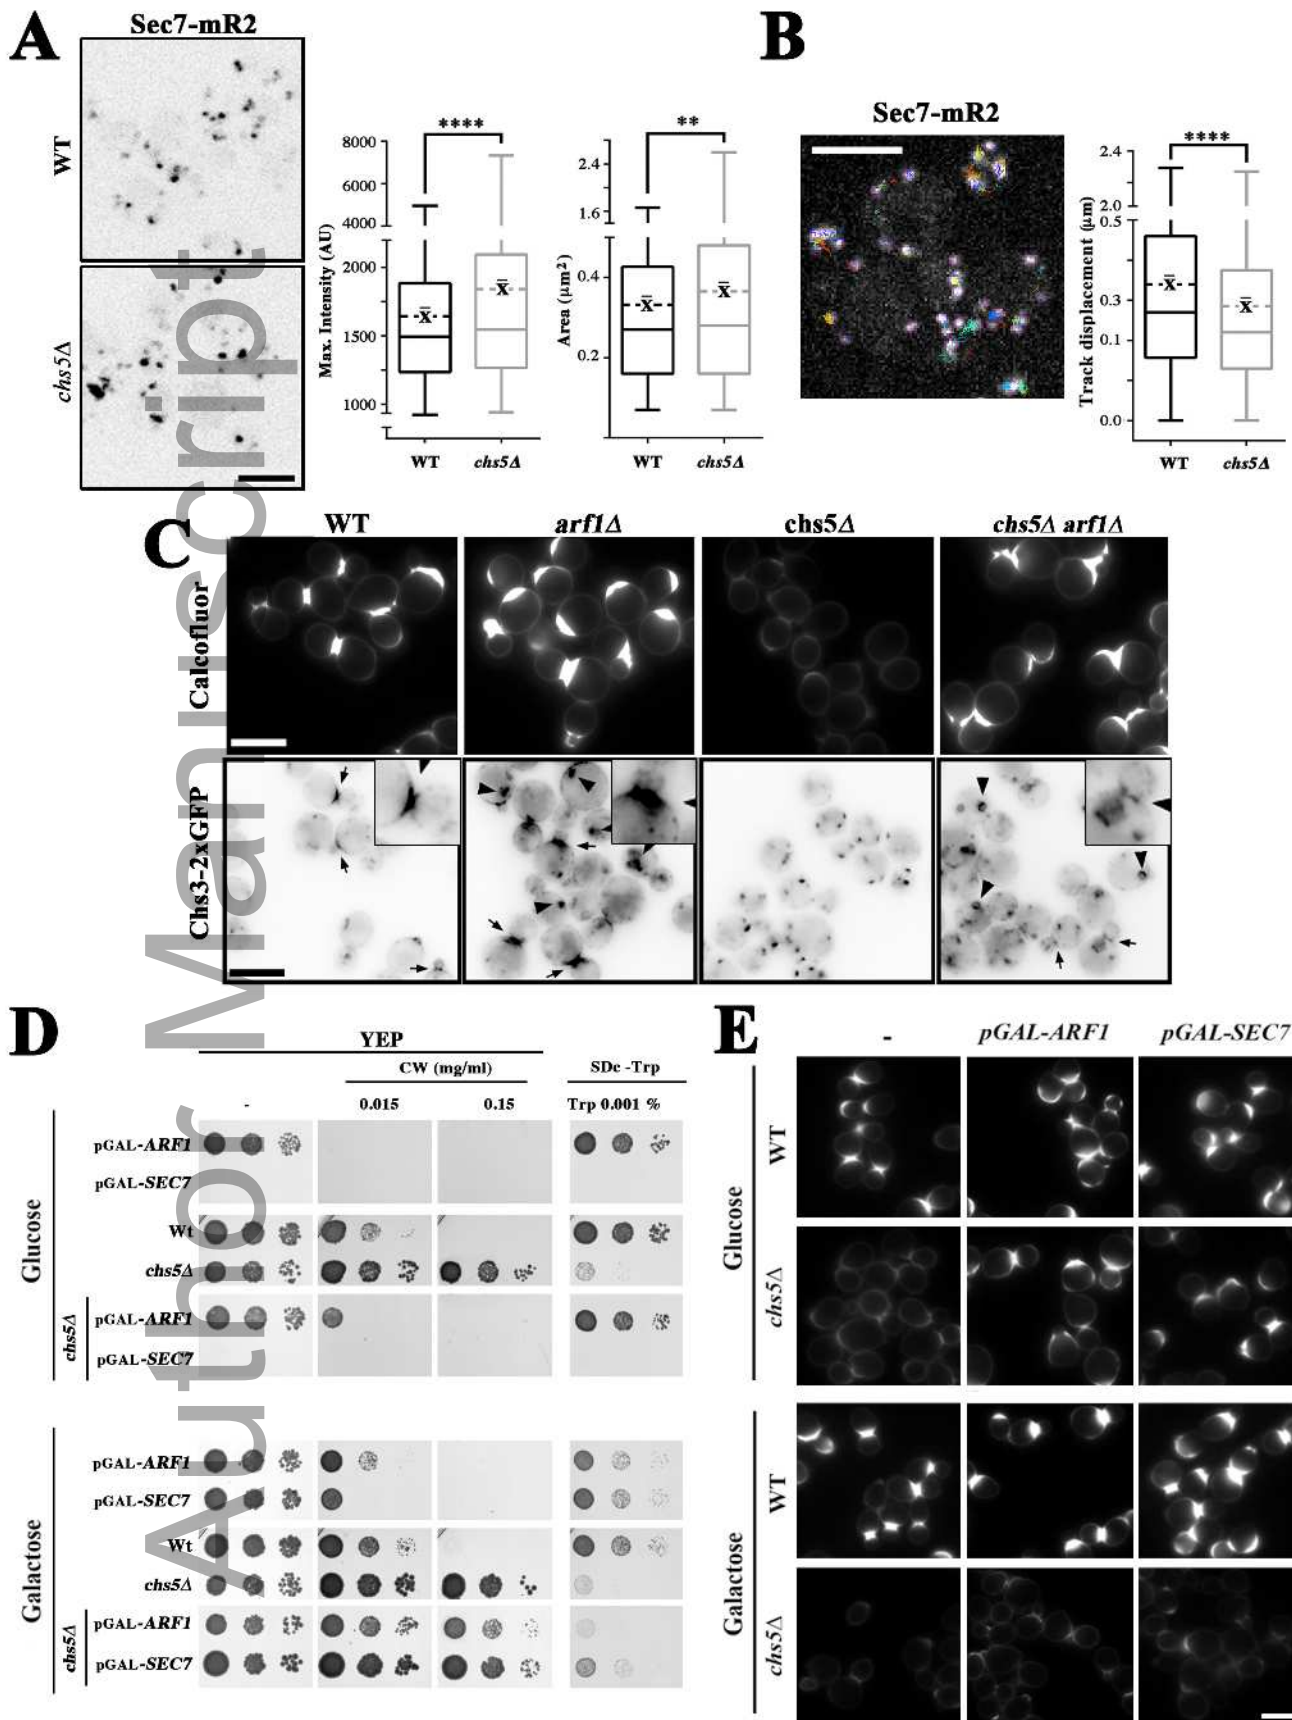 A
Sec7-mR2
WT
chs5Δ
Max. Intensity (AU)
8000
6000
4000
2000
1500
1000
****
x̄
x̄
WT
chs5Δ
Area (μm²)
2.4
1.6
0.4
0.2
**
x̄
x̄
WT
chs5Δ
B
Sec7-mR2
Track displacement (μm)
2.4
2.0
0.5
0.3
0.1
0.0
****
x̄
x̄
WT
chs5Δ
C
WT
arf1Δ
chs5Δ
chs5Δ arf1Δ
Calcofluor
Chs3-2xGFP
D
YEP
CW (mg/ml)
SDc -Trp
-
0.015
0.15
Trp 0.001 %
Glucose
pGAL-ARF1
pGAL-SEC7
Wt
chs5Δ
chs5Δ
pGAL-ARF1
pGAL-SEC7
Galactose
pGAL-ARF1
pGAL-SEC7
Wt
chs5Δ
chs5Δ
pGAL-ARF1
pGAL-SEC7
E
-
pGAL-ARF1
pGAL-SEC7
Glucose
WT
chs5Δ
Galactose
WT
chs5Δ
Author Manuscript